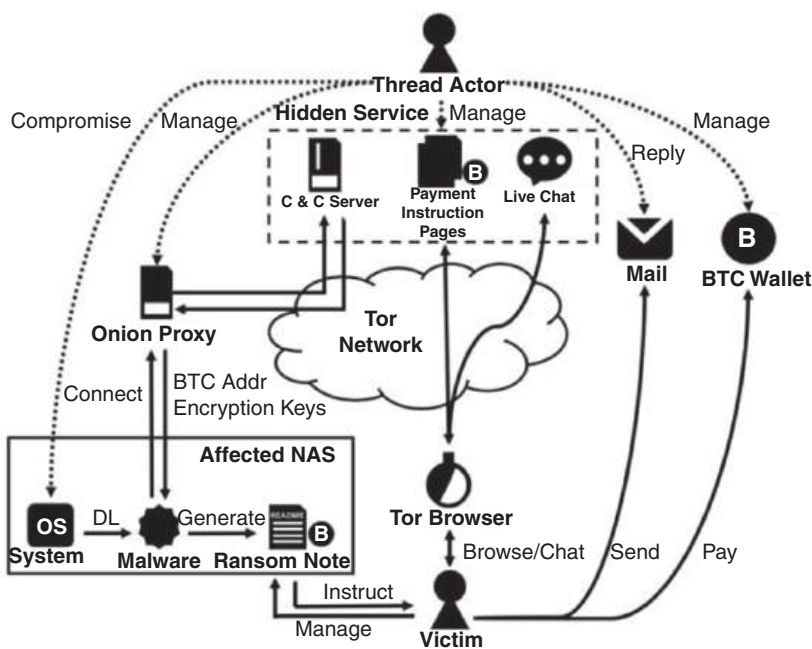 Thread Actor
Compromise
Manage
Hidden Service
Manage
Manage
Reply
C & C Server
B
Payment
Instruction
Pages
Live Chat
B
Mail
BTC Wallet
Onion Proxy
Tor
Network
Connect
BTC Addr
Encryption Keys
Affected NAS
OS
DL
Generate
README
B
System
Malware
Ransom Note
Tor Browser
Browse/Chat
Send
Pay
Instruct
Manage
Victim